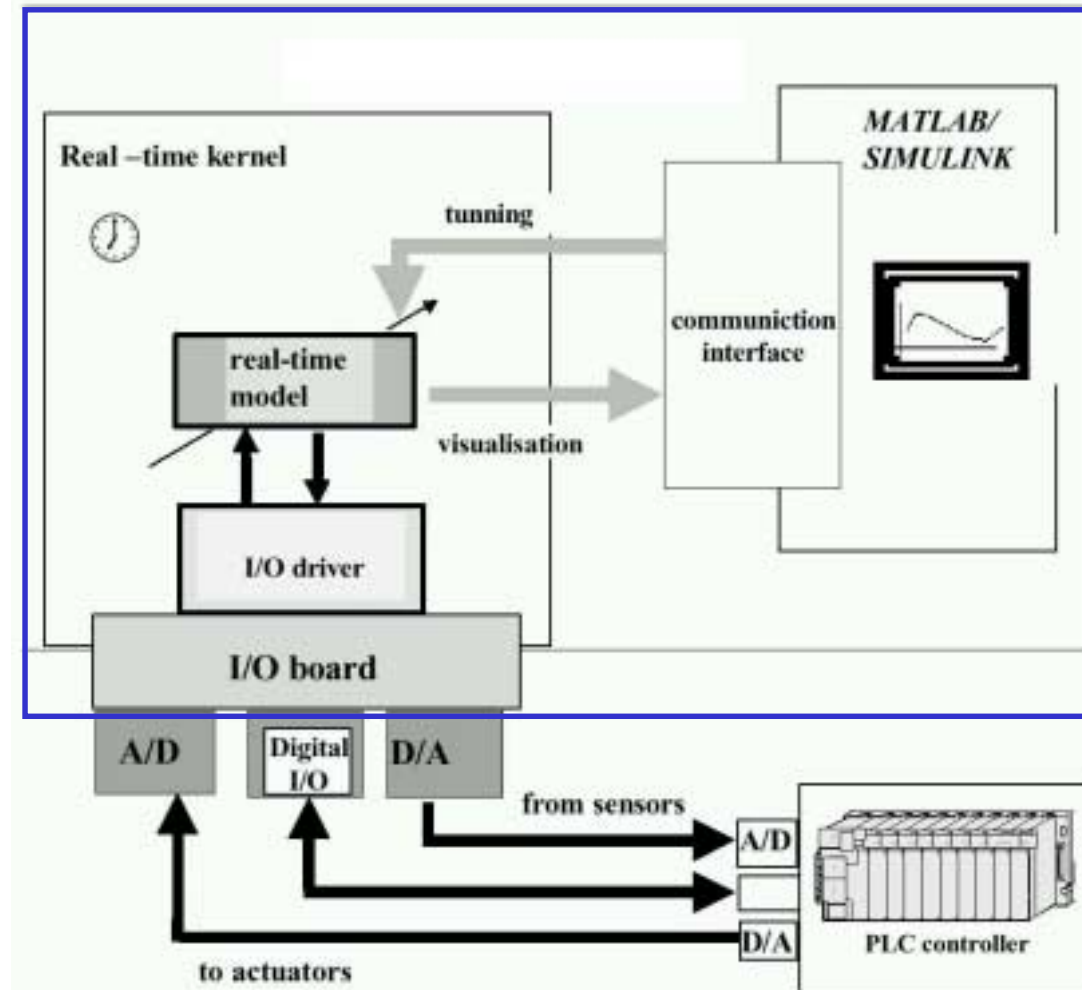 MATLAB/
SIMULINK
Real –time kernel
tunning
communiction
interface
real-time
model
visualisation
I/O driver
I/O board
A/D
Digital
I/O
D/A
from sensors
A/D
D/A
PLC controller
to actuators